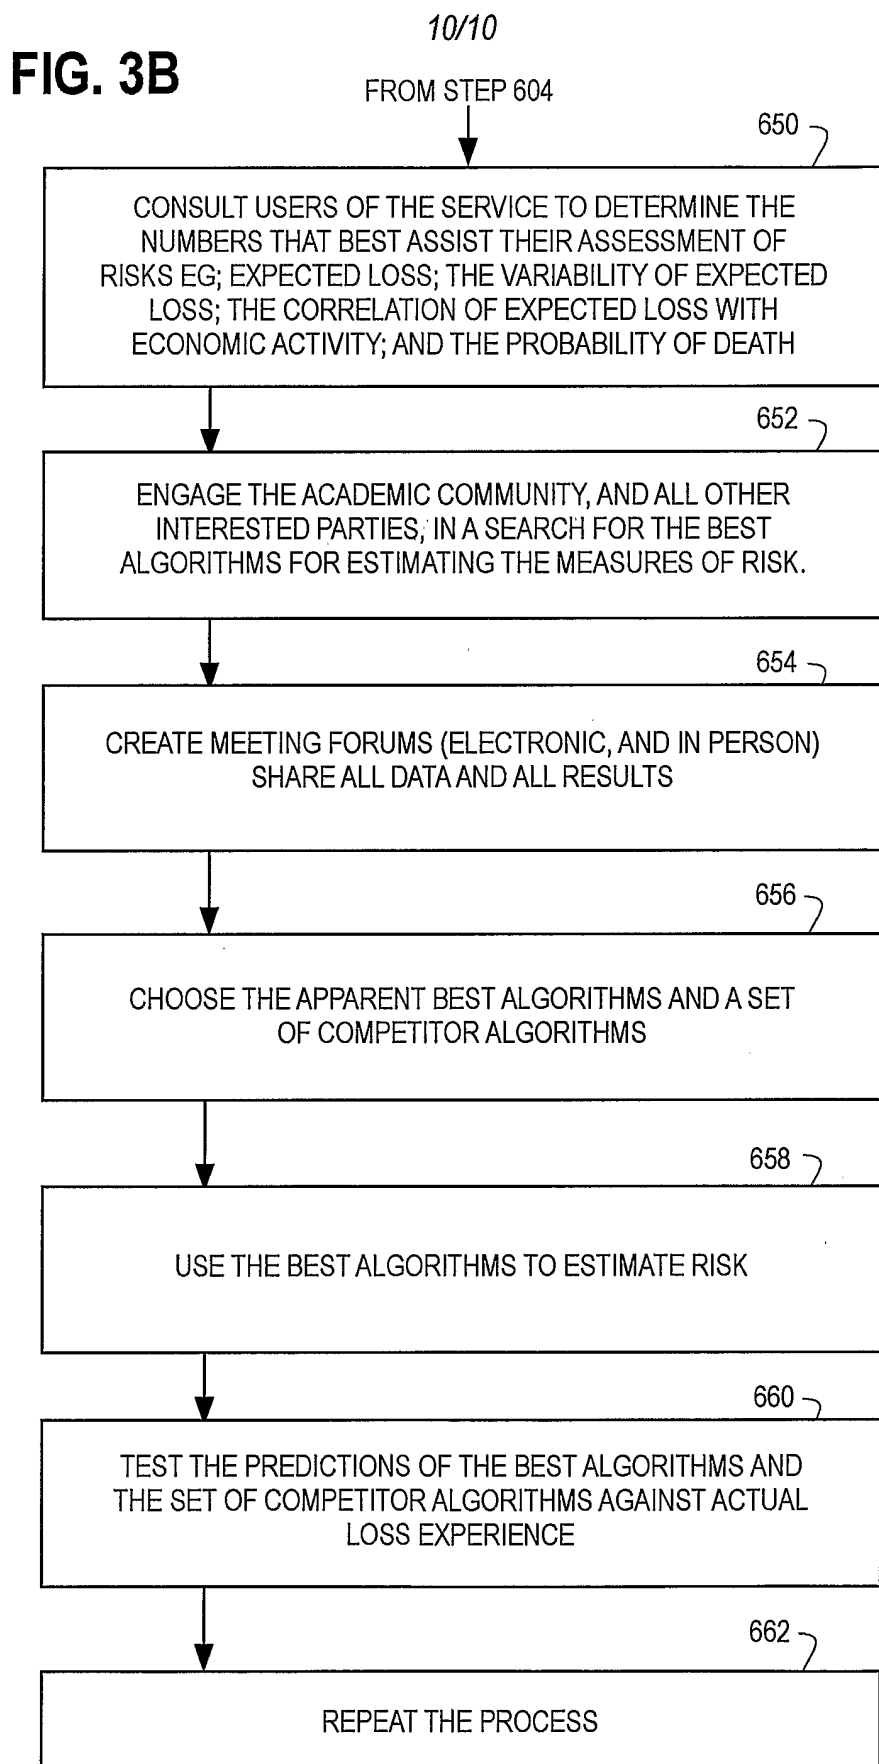 10/10
FIG. 3B
FROM STEP 604
650
CONSULT USERS OF THE SERVICE TO DETERMINE THE
NUMBERS THAT BEST ASSIST THEIR ASSESSMENT OF
RISKS EG; EXPECTED LOSS; THE VARIABILITY OF EXPECTED
LOSS; THE CORRELATION OF EXPECTED LOSS WITH
ECONOMIC ACTIVITY; AND THE PROBABILITY OF DEATH
652
ENGAGE THE ACADEMIC COMMUNITY, AND ALL OTHER
INTERESTED PARTIES, IN A SEARCH FOR THE BEST
ALGORITHMS FOR ESTIMATING THE MEASURES OF RISK.
654
CREATE MEETING FORUMS (ELECTRONIC, AND IN PERSON)
SHARE ALL DATA AND ALL RESULTS
656
CHOOSE THE APPARENT BEST ALGORITHMS AND A SET
OF COMPETITOR ALGORITHMS
658
USE THE BEST ALGORITHMS TO ESTIMATE RISK
660
TEST THE PREDICTIONS OF THE BEST ALGORITHMS AND
THE SET OF COMPETITOR ALGORITHMS AGAINST ACTUAL
LOSS EXPERIENCE
662
REPEAT THE PROCESS